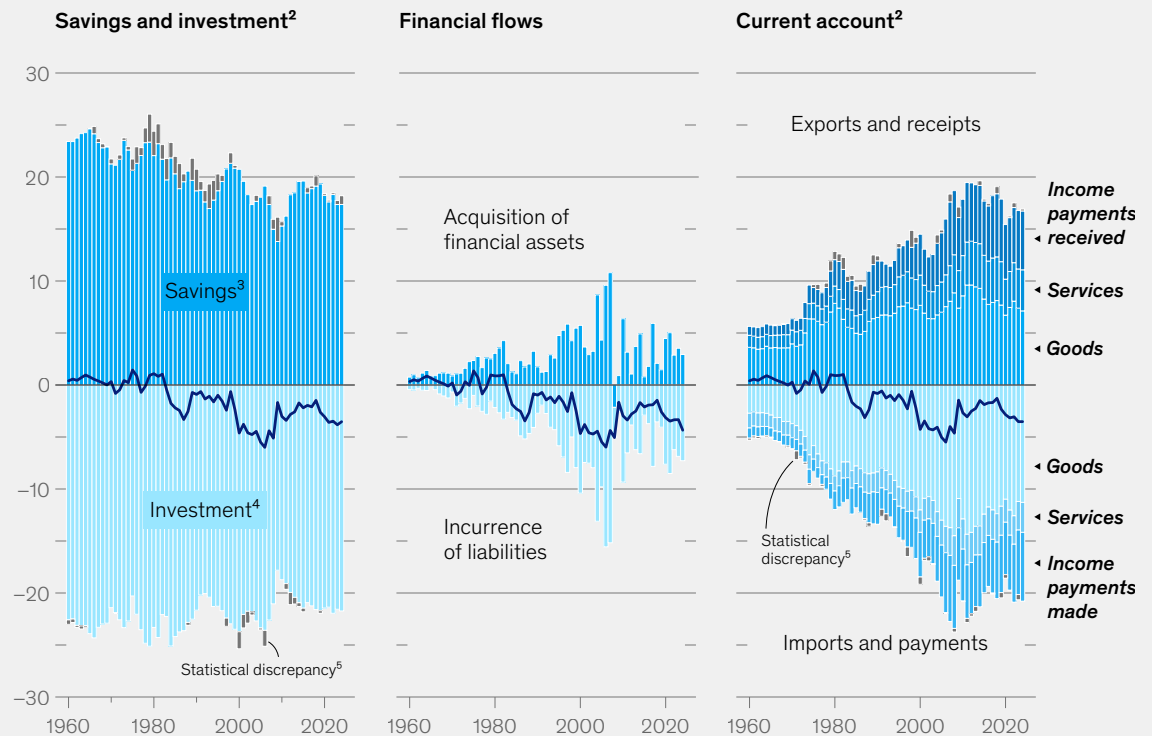 Savings and investment²
Financial flows
Current account²
30
20
10
0
–10
–20
–30
Savings³
Investment⁴
Statistical discrepancy⁵
1960
1980
2000
2020
Acquisition of
financial assets
Incurrence
of liabilities
1960
1980
2000
2020
Exports and receipts
Statistical
discrepancy⁵
Imports and payments
1960
1980
2000
2020
Income
payments
received
Services
Goods
Goods
Services
Income
payments
made